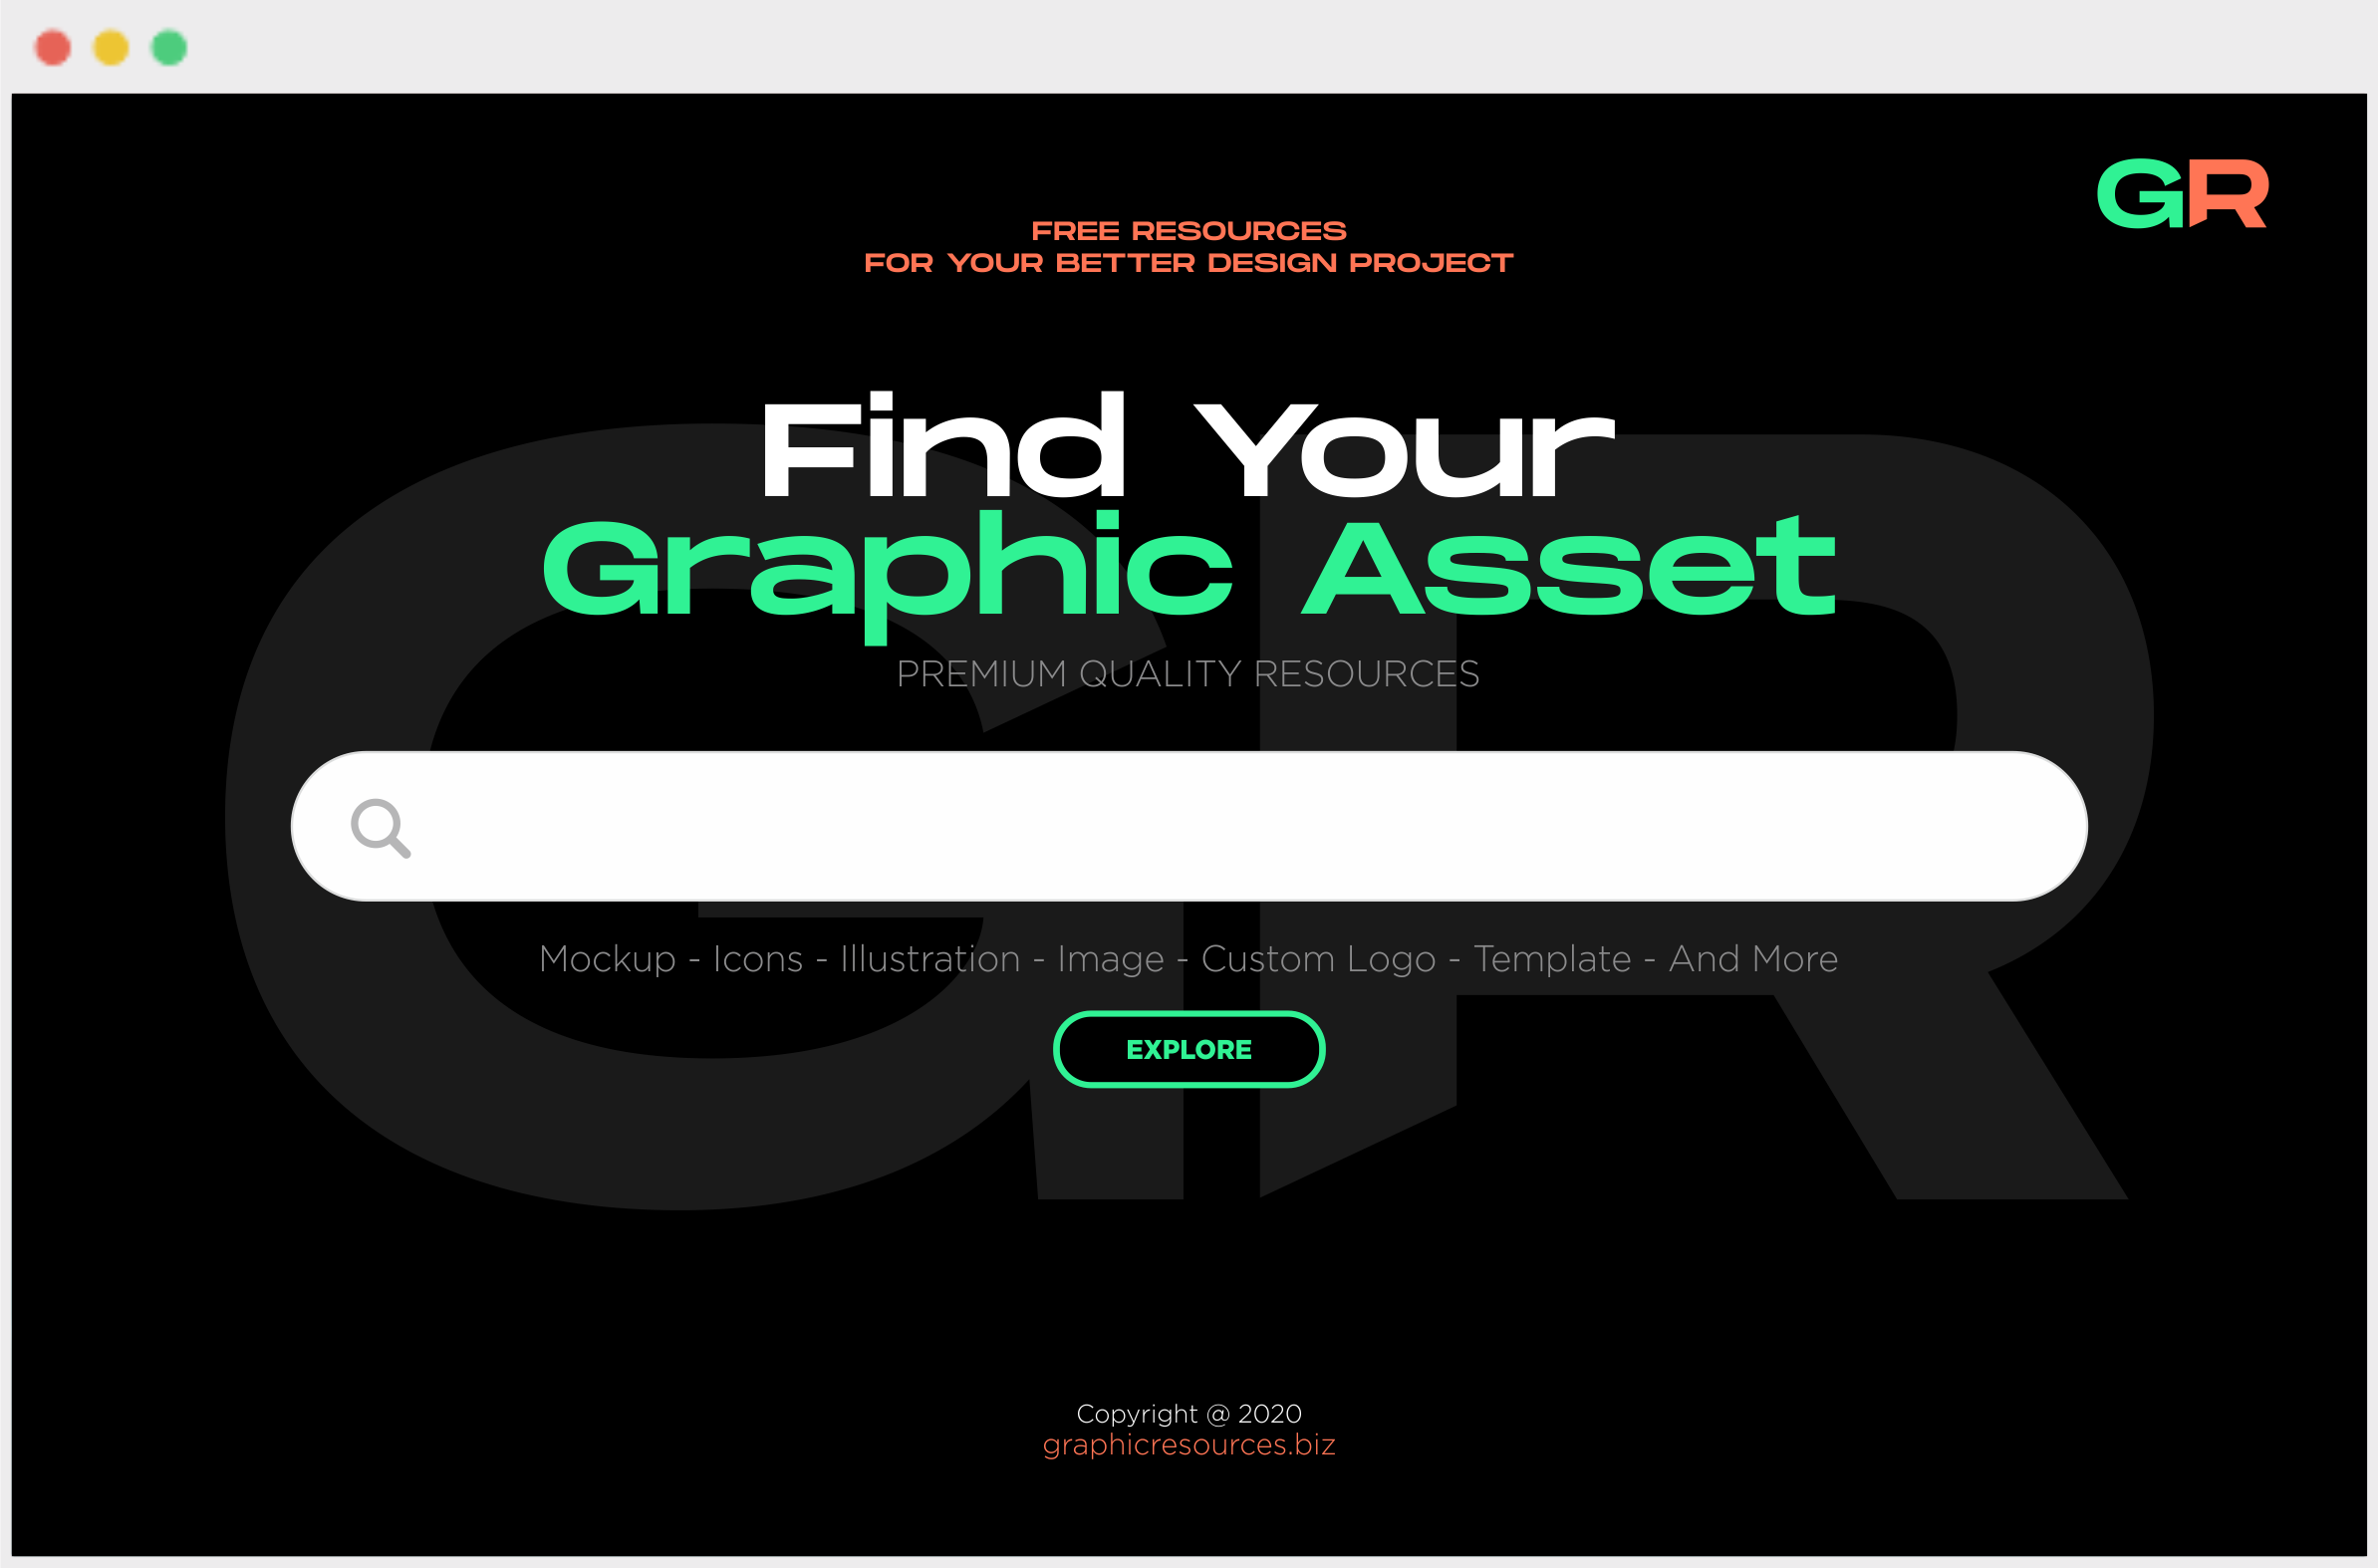 GR
FREE RESOURCES
FOR YOUR BETTER DESIGN PROJECT
Find Your
Graphic Asset
PREMIUM QUALITY RESOURCES
Mockup - Icons - Illustration - Image - Custom Logo - Template - And More
EXPLORE
Copyright @ 2020
graphicresources.biz
GR